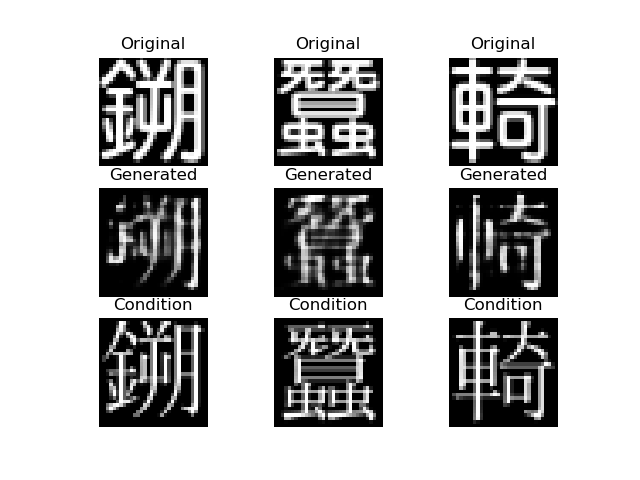 Original Original Original
鎙 蠶 輢
Generated Generated Generated
Condition Condition Condition
鎙 蠶 輢